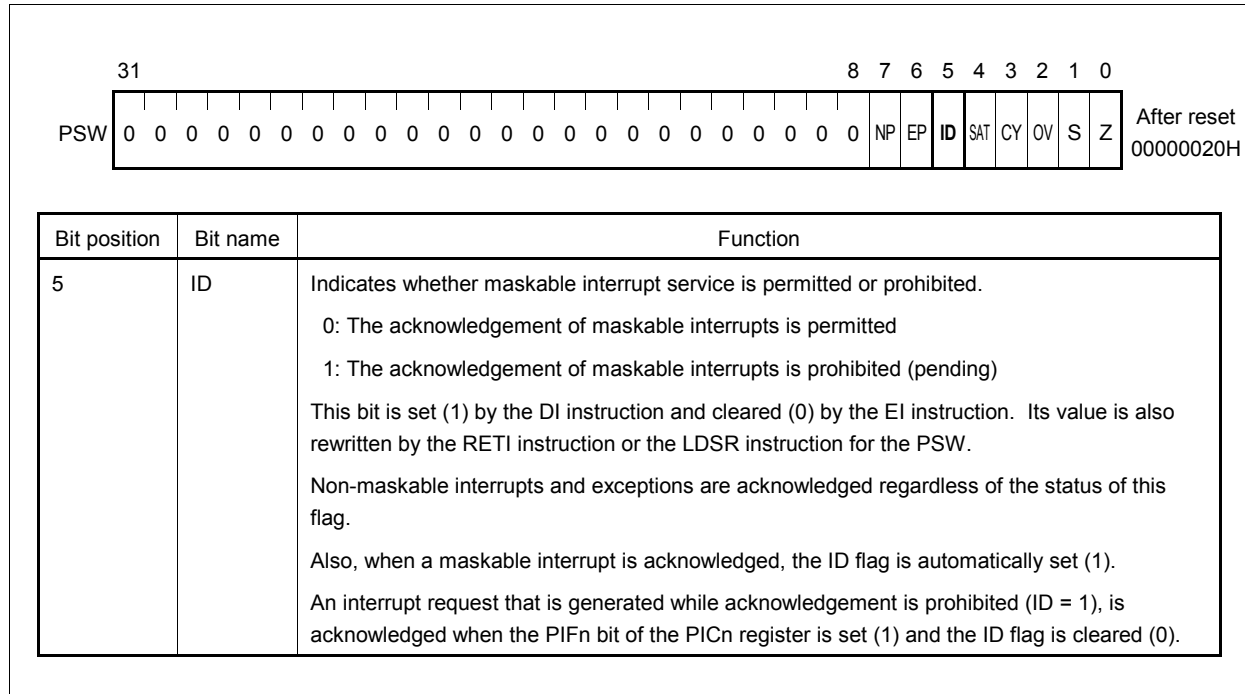 31 8 7 6 5 4 3 2 1 0
PSW 0 0 0 0 0 0 0 0 0 0 0 0 0 0 0 0 0 0 0 0 0 0 0 0 NP EP ID SAT CY OV S Z
After reset
00000020H
Bit position Bit name Function
5 ID Indicates whether maskable interrupt service is permitted or prohibited.
0: The acknowledgement of maskable interrupts is permitted
1: The acknowledgement of maskable interrupts is prohibited (pending)
This bit is set (1) by the DI instruction and cleared (0) by the EI instruction. Its value is also
rewritten by the RETI instruction or the LDSR instruction for the PSW.
Non-maskable interrupts and exceptions are acknowledged regardless of the status of this
flag.
Also, when a maskable interrupt is acknowledged, the ID flag is automatically set (1).
An interrupt request that is generated while acknowledgement is prohibited (ID = 1), is
acknowledged when the PIFn bit of the PICn register is set (1) and the ID flag is cleared (0).